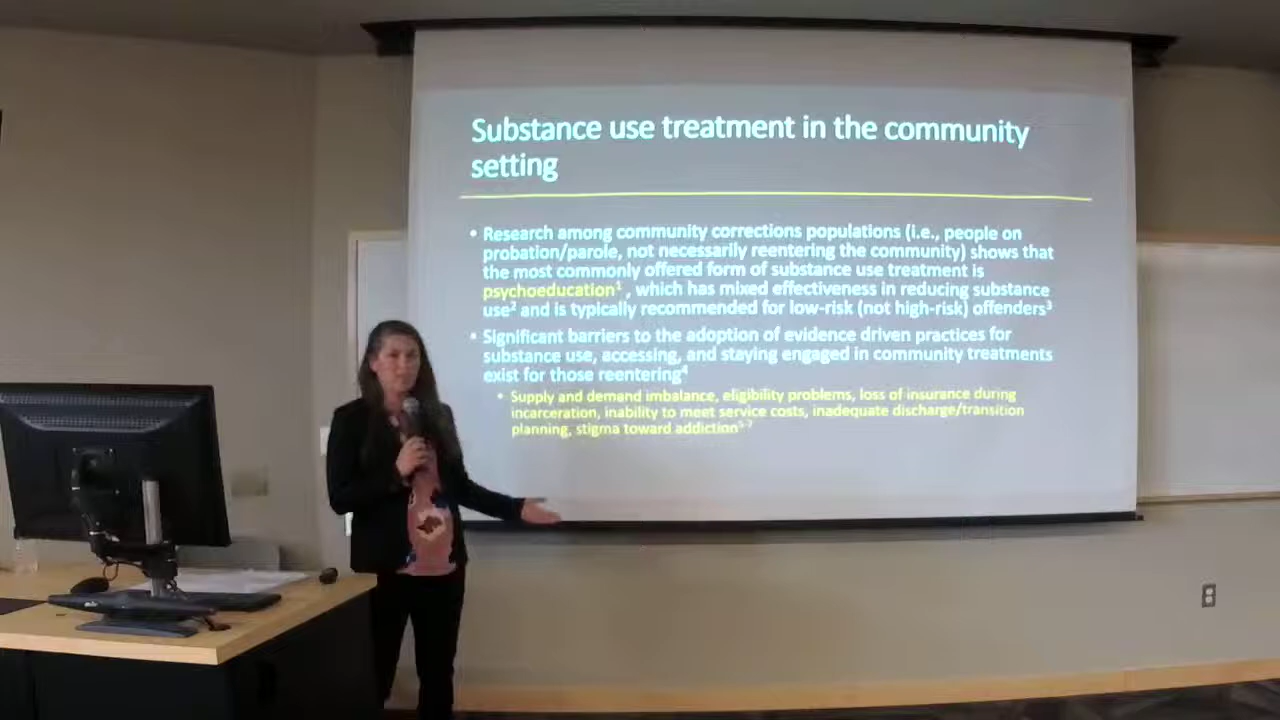 Substance use treatment in the community
setting
• Research among community corrections populations (i.e., people on
probation/parole, not necessarily reentering the community) shows that
the most commonly offered form of substance use treatment is
psychoeducation¹ , which has mixed effectiveness in reducing substance
use² and is typically recommended for low-risk (not high-risk) offenders³
• Significant barriers to the adoption of evidence driven practices for
substance use, accessing, and staying engaged in community treatments
exist for those reentering⁴
• Supply and demand imbalance, eligibility problems, loss of insurance during
incarceration, inability to meet service costs, inadequate discharge/transition
planning, stigma toward addiction⁵⁻⁷